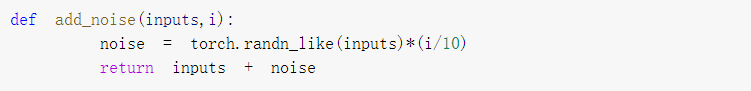 def add_noise(inputs,i):
noise = torch.randn_like(inputs)*(i/10)
return inputs + noise